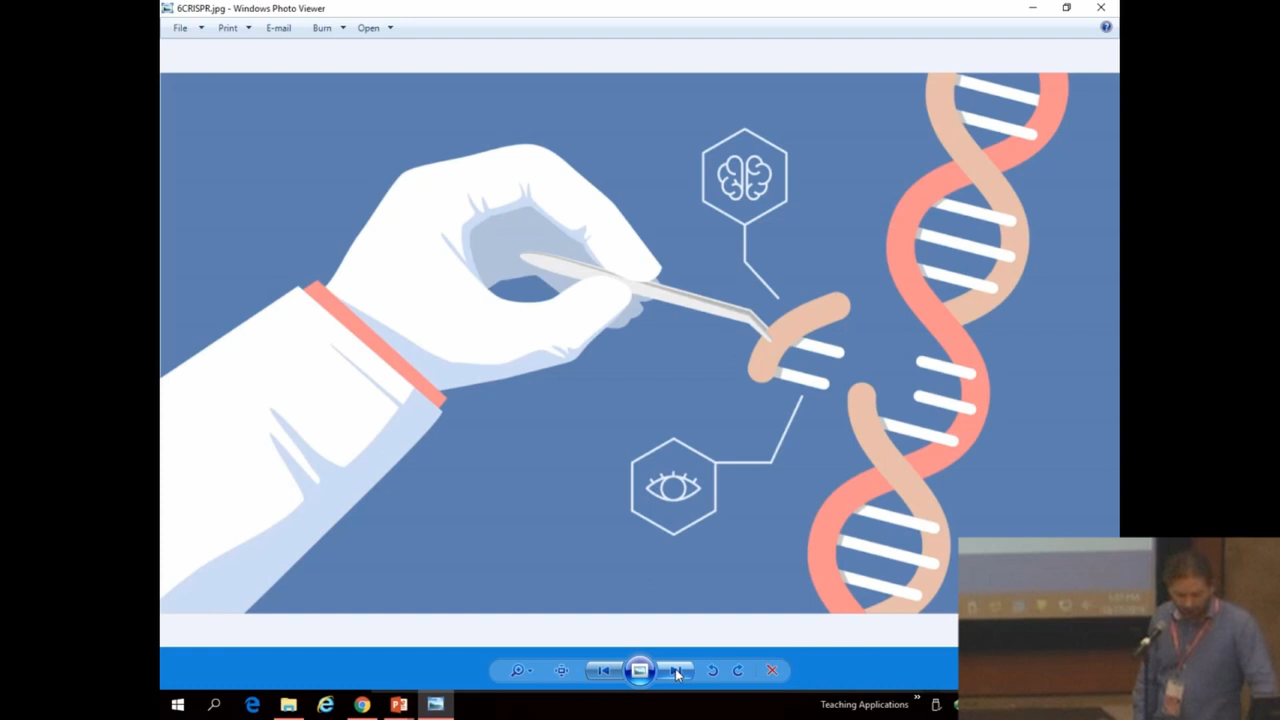 6CRISPR.jpg - Windows Photo Viewer
File Print E-mail Burn Open
Teaching Applications